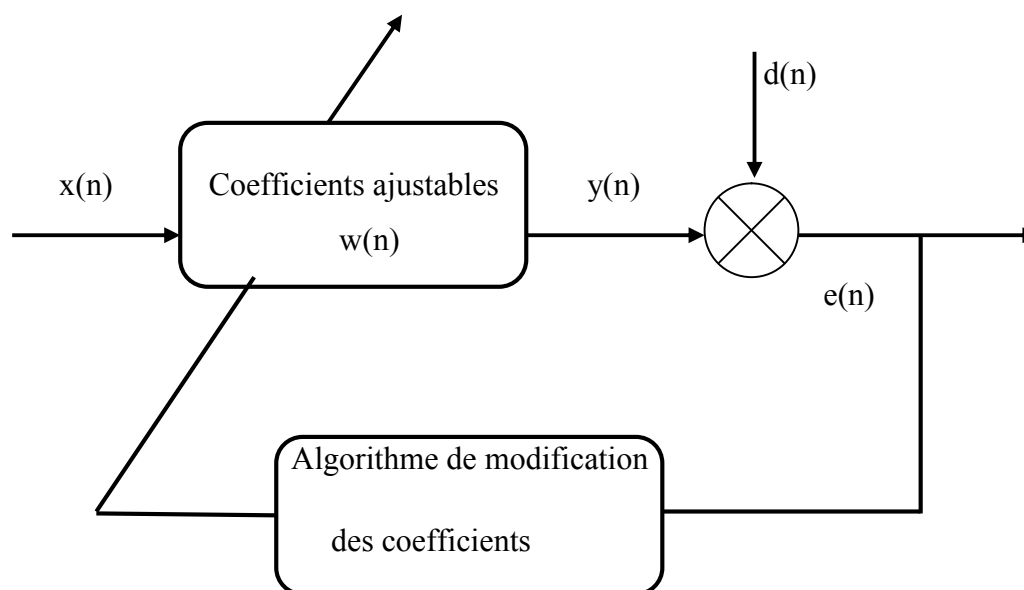 d(n)
x(n)
Coefficients ajustables
y(n)
w(n)
e(n)
Algorithme de modification
des coefficients